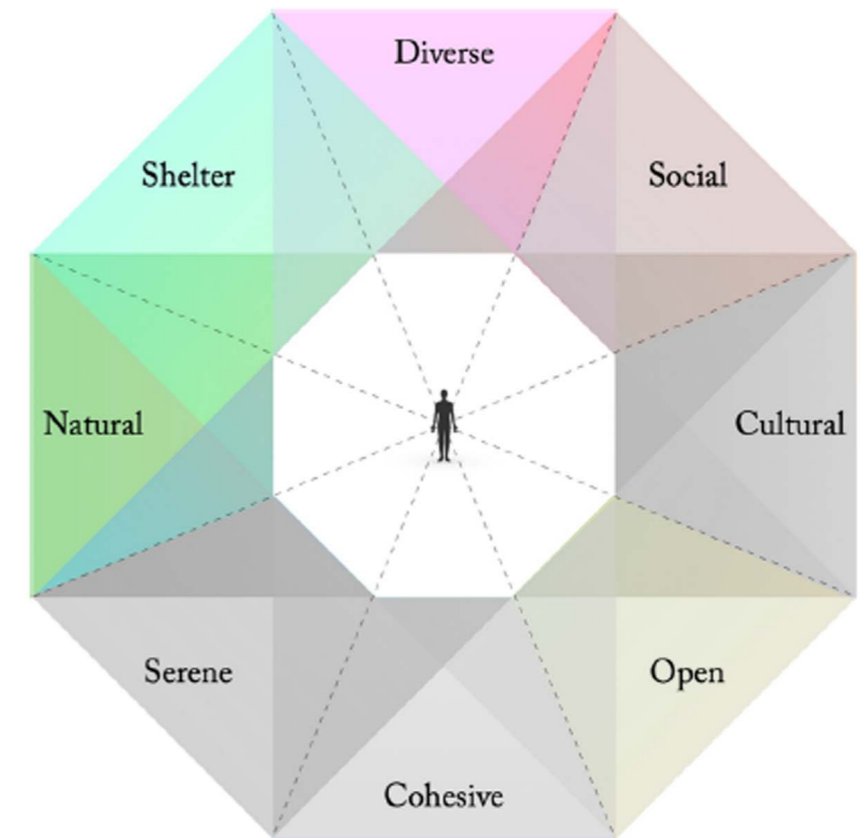 Diverse
Shelter
Social
Natural
Cultural
Serene
Open
Cohesive